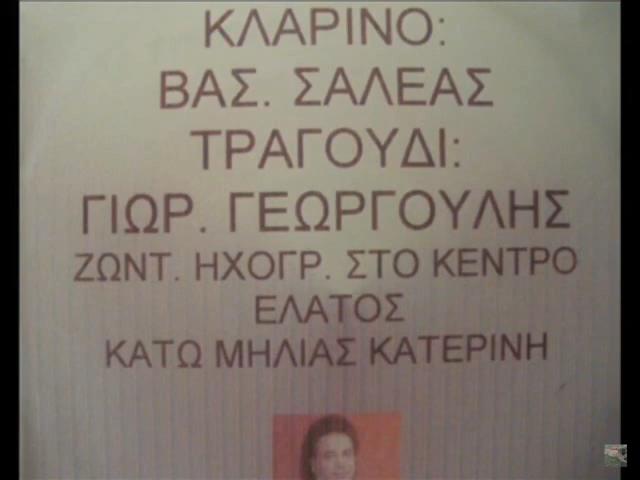 ΚΛΑΡΙΝΟ:
ΒΑΣ. ΣΑΛΕΑΣ
ΤΡΑΓΟΥΔΙ:
ΓΙΩΡ. ΓΕΩΡΓΟΥΛΗΣ
ΖΩΝΤ. ΗΧΟΓΡ. ΣΤΟ ΚΕΝΤΡΟ
ΕΛΑΤΟΣ
ΚΑΤΩ ΜΗΛΙΑΣ ΚΑΤΕΡΙΝΗ